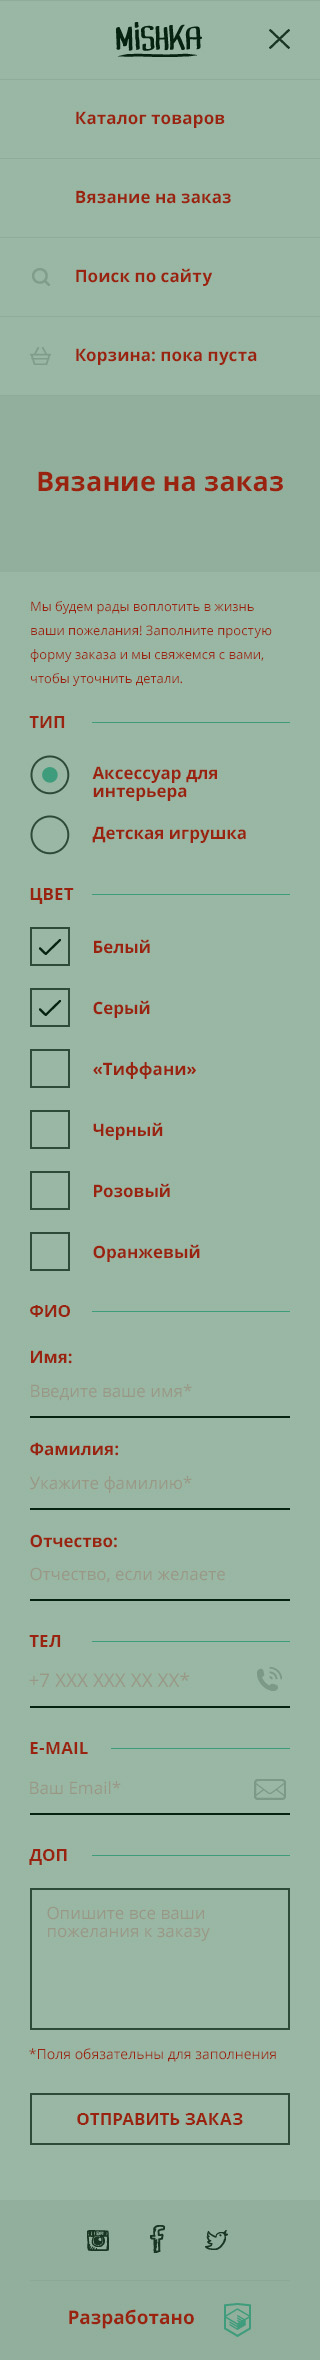 MiSHKA
Каталог товаров
Вязание на заказ
Поиск по сайту
Корзина: пока пуста
Вязание на заказ
Мы будем рады воплотить в жизнь
ваши пожелания! Заполните простую
форму заказа и мы свяжемся с вами,
чтобы уточнить детали.
ТИП
Аксессуар для
интерьера
Детская игрушка
ЦВЕТ
Белый
Серый
«Тиффани»
Черный
Розовый
Оранжевый
ФИО
Имя:
Введите ваше имя*
Фамилия:
Укажите фамилию*
Отчество:
Отчество, если желаете
ТЕЛ
+7 XXX XXX XX XX*
E-MAIL
Ваш Email*
ДОП
Опишите все ваши
пожелания к заказу
*Поля обязательны для заполнения
ОТПРАВИТЬ ЗАКАЗ
Разработано